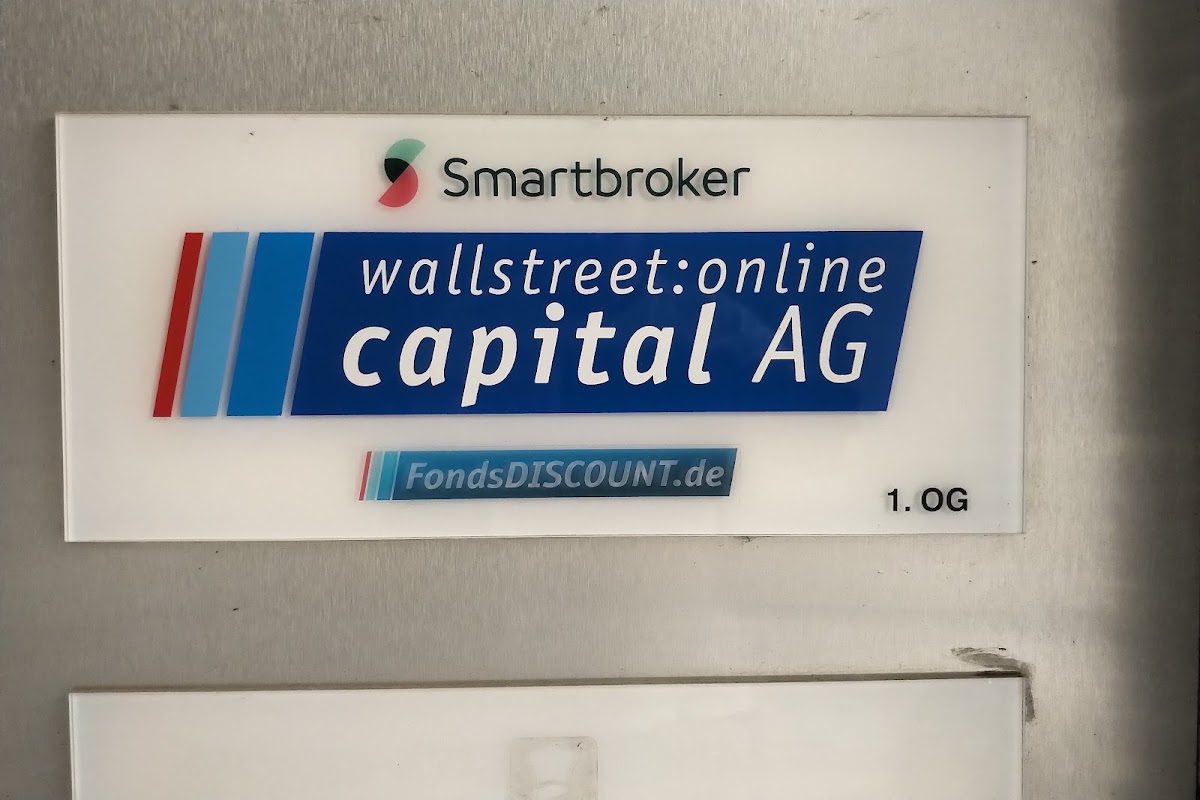 Smartbroker
wallstreet:online
capital AG
FondsDISCOUNT.de
1. OG